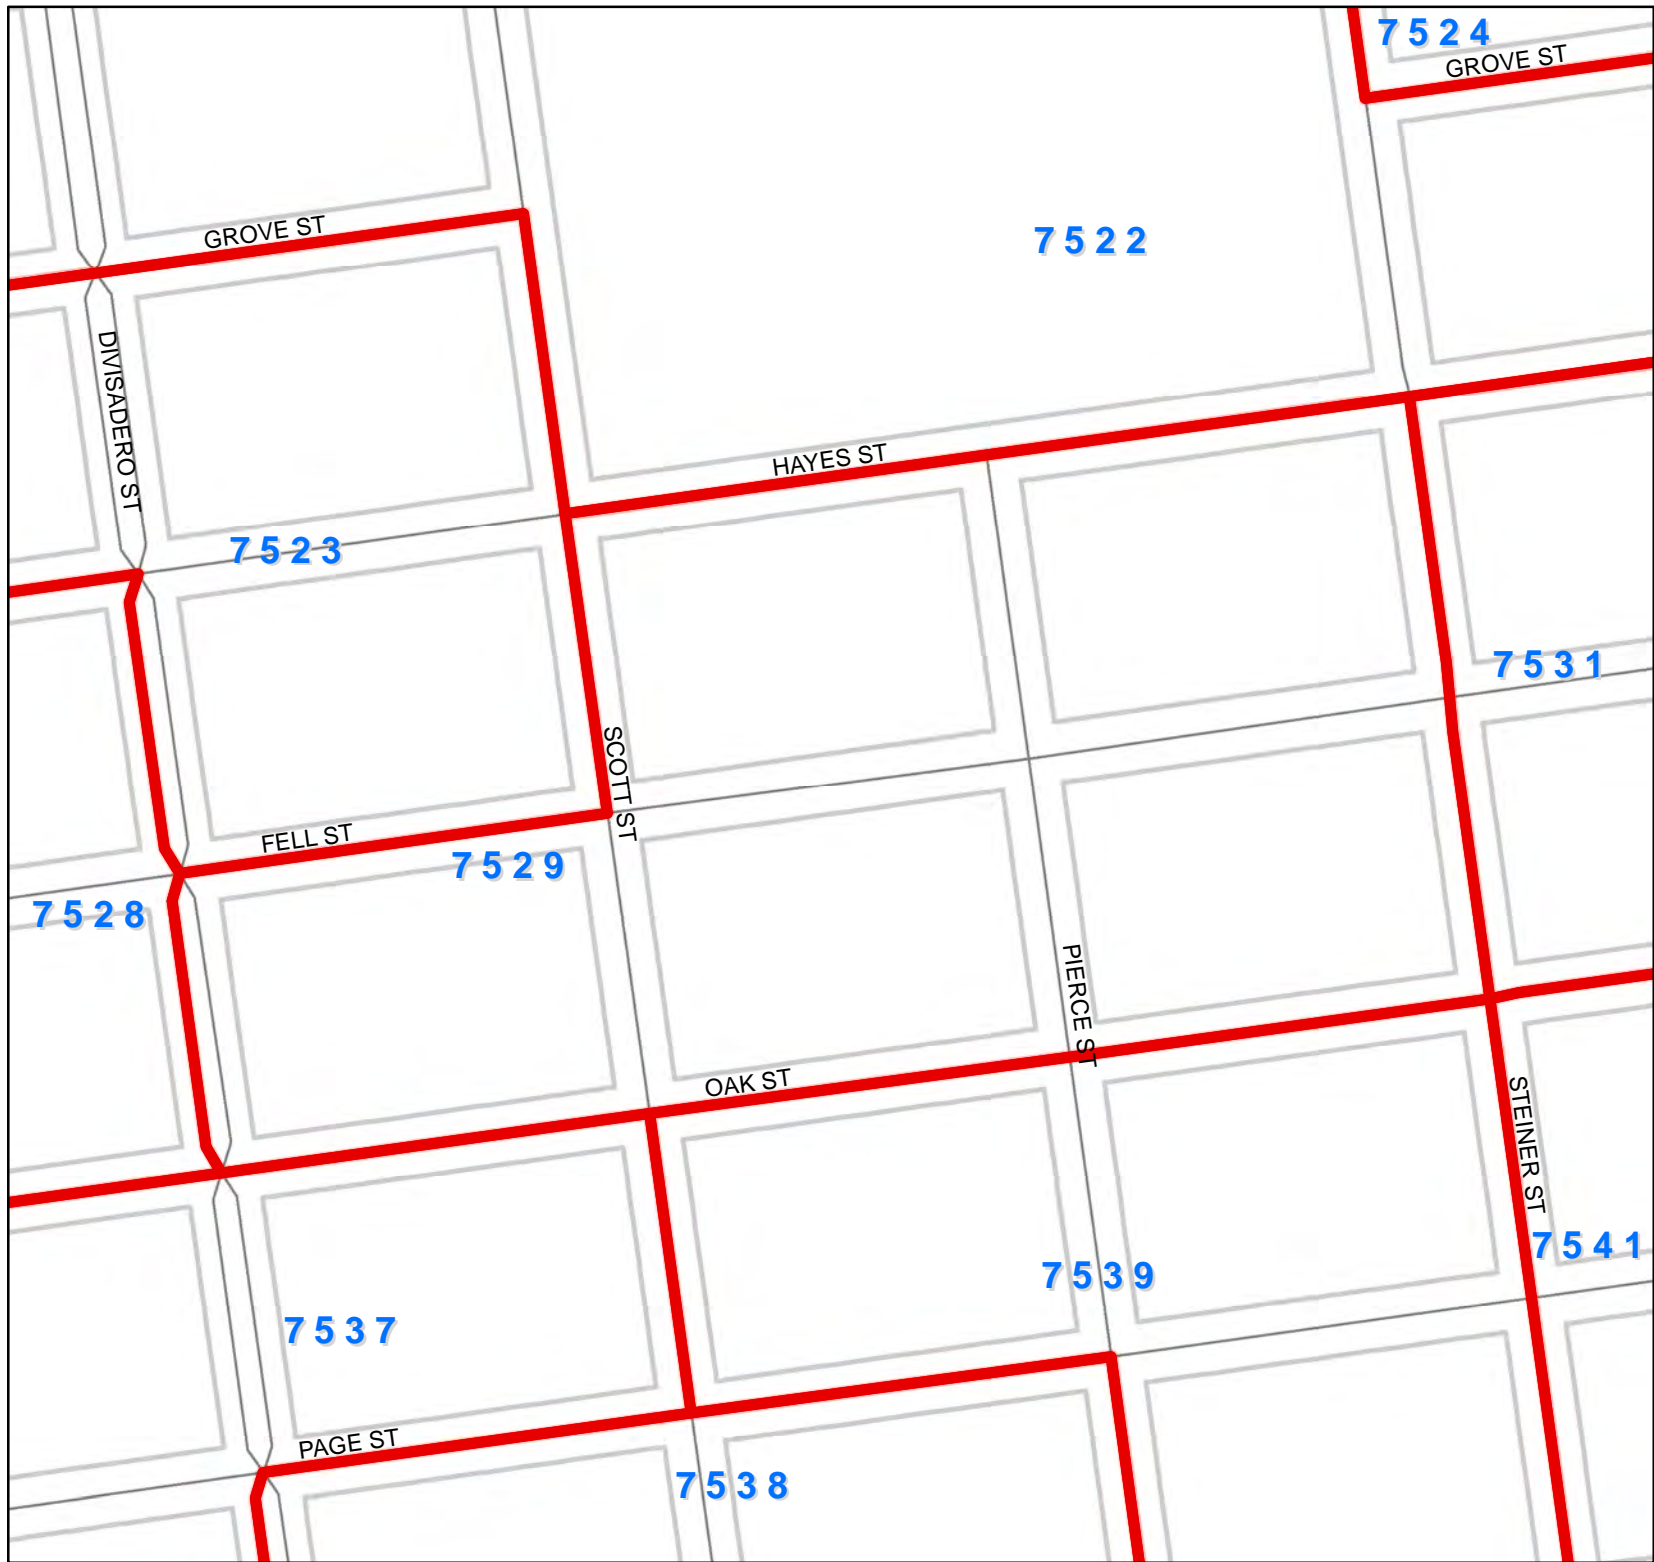 7524
GROVE ST
GROVE ST
7522
DIVISADERO ST
HAYES ST
7523
7531
SCOTT ST
FELL ST
7529
7528
PIERCE ST
OAK ST
STEINER ST
7541
7539
7537
PAGE ST
7538